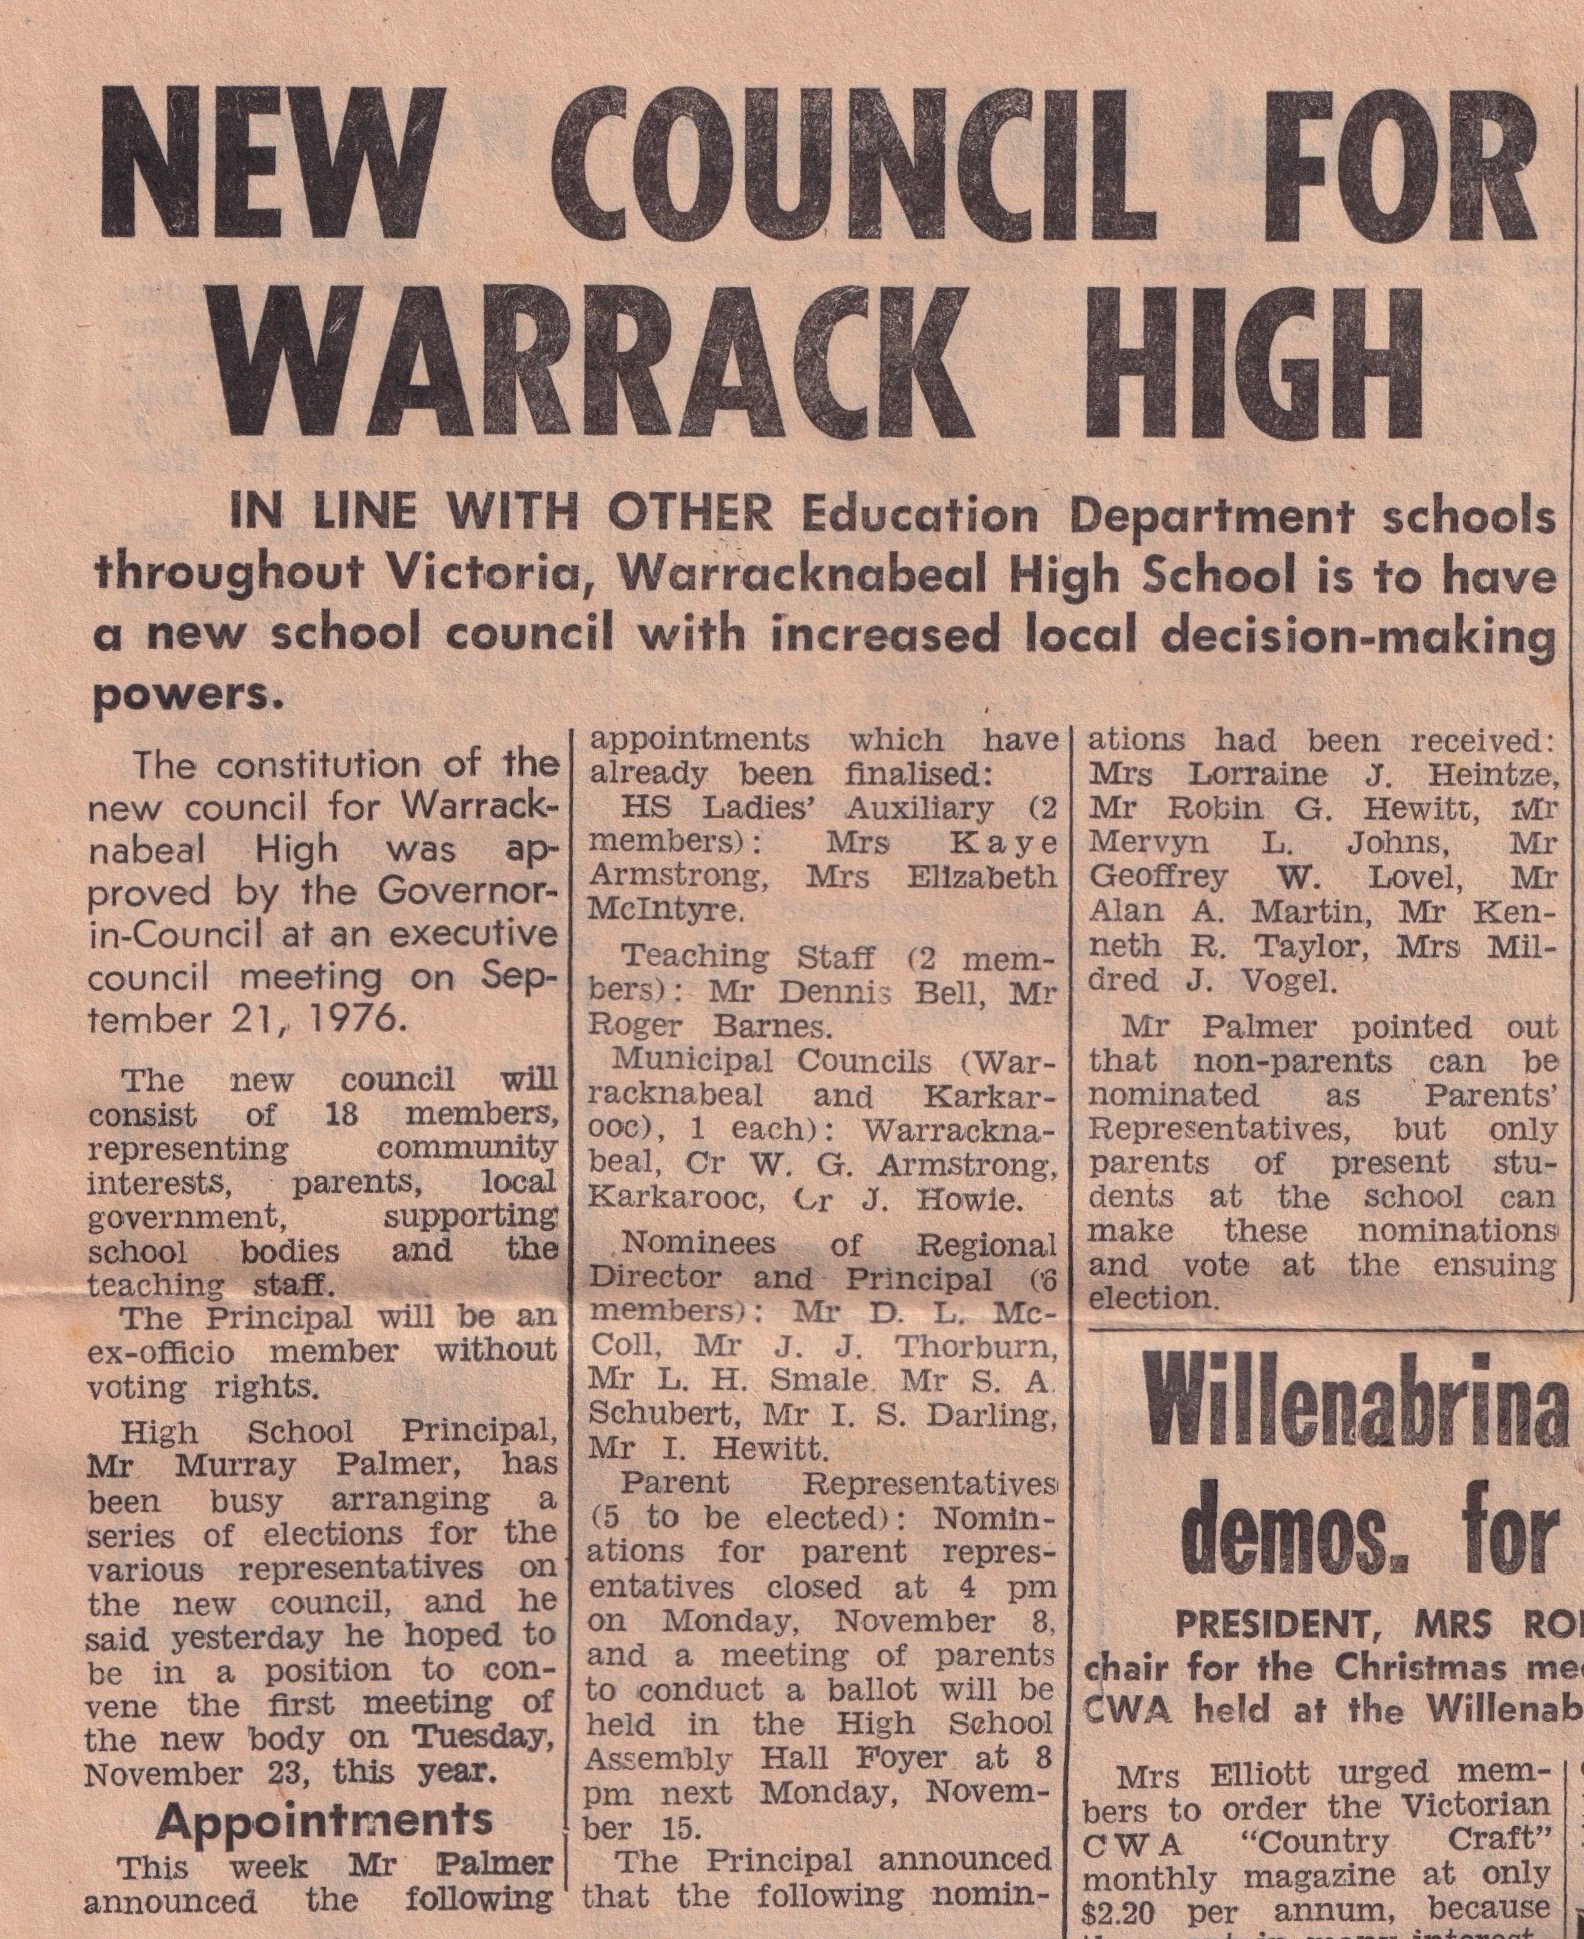 NEW COUNCIL FOR
WARRACK HIGH
IN LINE WITH OTHER Education Department schools
throughout Victoria, Warracknabeal High School is to have
a new school council with increased local decision-making
powers.
The constitution of the
new council for Warrack-
nabeal High was ap-
proved by the Governor-
in-Council at an executive
council meeting on Sep-
tember 21, 1976.
The new council will
consist of 18 members,
representing community
interests, parents, local
government, supporting
school bodies and the
teaching staff.
The Principal will be an
ex-officio member without
voting rights.
High School Principal,
Mr Murray Palmer, has
been busy arranging a
series of elections for the
various representatives on
the new council, and he
said yesterday he hoped to
be in a position to con-
vene the first meeting of
the new body on Tuesday,
November 23, this year.
Appointments
This week Mr Palmer
announced the following
appointments which have
already been finalised:
HS Ladies' Auxiliary (2
members): Mrs Kaye
Armstrong, Mrs Elizabeth
McIntyre.
Teaching Staff (2 mem-
bers): Mr Dennis Bell, Mr
Roger Barnes.
Municipal Councils (War-
racknabeal and Karkar-
ooc), 1 each): Warrackna-
beal, Cr W. G. Armstrong,
Karkarooc, Cr J. Howie.
Nominees of Regional
Director and Principal (6
members): Mr D. L. Mc-
Coll, Mr J. J. Thorburn,
Mr L. H. Smale. Mr S. A.
Schubert, Mr I. S. Darling,
Mr I. Hewitt.
Parent Representatives
(5 to be elected): Nomin-
ations for parent repres-
entatives closed at 4 pm
on Monday, November 8,
and a meeting of parents
to conduct a ballot will be
held in the High School
Assembly Hall Foyer at 8
pm next Monday, Novem-
ber 15.
The Principal announced
that the following nomin-
ations had been received:
Mrs Lorraine J. Heintze,
Mr Robin G. Hewitt, Mr
Mervyn L. Johns, Mr
Geoffrey W. Lovel, Mr
Alan A. Martin, Mr Ken-
neth R. Taylor, Mrs Mil-
dred J. Vogel.
Mr Palmer pointed out
that non-parents can be
nominated as Parents'
Representatives, but only
parents of present stu-
dents at the school can
make these nominations
and vote at the ensuing
election.
Willenabrina
demos. for
PRESIDENT, MRS
chair for the Christmas
CWA held at the
Mrs Elliott urged mem-
bers to order the Victorian
CWA "Country Craft"
monthly magazine at only
$2.20 per annum, because